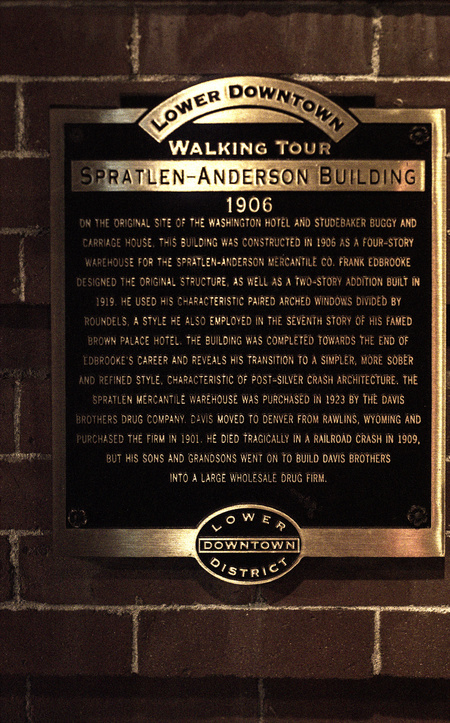 LOWER DOWNTOWN
WALKING TOUR
SPRATLEN-ANDERSON BUILDING
1906
ON THE ORIGINAL SITE OF THE WASHINGTON HOTEL AND STUDEBAKER BUGGY AND
CARRIAGE HOUSE, THIS BUILDING WAS CONSTRUCTED IN 1906 AS A FOUR-STORY
WAREHOUSE FOR THE SPRATLEN-ANDERSON MERCANTILE CO. FRANK EDBROOKE
DESIGNED THE ORIGINAL STRUCTURE, AS WELL AS A TWO-STORY ADDITION BUILT IN
1919. HE USED HIS CHARACTERISTIC PAIRED ARCHED WINDOWS DIVIDED BY
ROUNDELS, A STYLE HE ALSO EMPLOYED IN THE SEVENTH STORY OF HIS FAMED
BROWN PALACE HOTEL. THE BUILDING WAS COMPLETED TOWARDS THE END OF
EDBROOKE'S CAREER AND REVEALS HIS TRANSITION TO A SIMPLER, MORE SOBER
AND REFINED STYLE, CHARACTERISTIC OF POST-SILVER CRASH ARCHITECTURE. THE
SPRATLEN MERCANTILE WAREHOUSE WAS PURCHASED IN 1923 BY THE DAVIS
BROTHERS DRUG COMPANY. DAVIS MOVED TO DENVER FROM RAWLINS, WYOMING AND
PURCHASED THE FIRM IN 1901. HE DIED TRAGICALLY IN A RAILROAD CRASH IN 1909,
BUT HIS SONS AND GRANDSONS WENT ON TO BUILD DAVIS BROTHERS
INTO A LARGE WHOLESALE DRUG FIRM.
LOWER
DOWNTOWN
DISTRICT